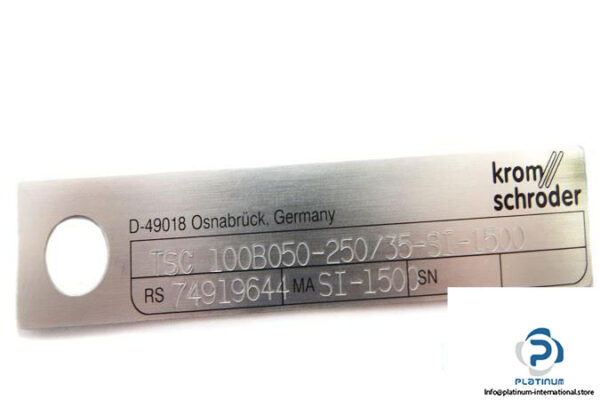 krom//
schroder
D-49018 Osnabrück, Germany
TSC 100B050-250/35-SI-1500
RS 74919644 MA SI-1500 SN
PLATINUM
Info@platinum-international.store